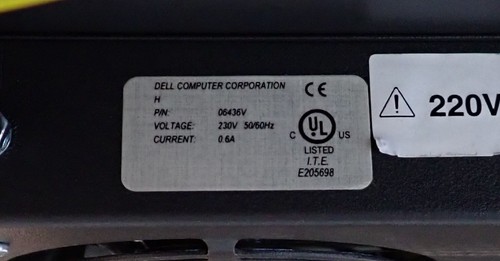 DELL COMPUTER CORPORATION
H
P/N: 06436V
VOLTAGE: 230V 50/60Hz
CURRENT: 0.6A
CE
C UL US
LISTED
I.T.E.
E205698
220V